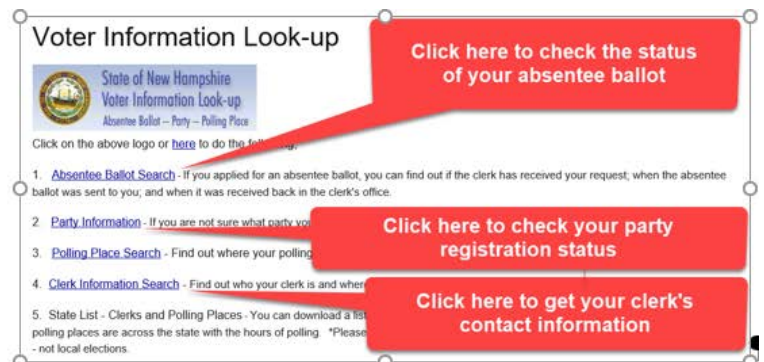 Voter Information Look-up
Click here to check the status
of your absentee ballot
State of New Hampshire
Voter Information Look-up
Absentee Ballot -- Party -- Polling Place
Click on the above logo or here to do the following;
1. Absentee Ballot Search - If you applied for an absentee ballot, you can find out if the clerk has received your request; when the absentee
ballot was sent to you; and when it was received back in the clerk's office.
2 Party Information - If you are not sure what party
Click here to check your party
registration status
3. Polling Place Search - Find out where your polling
4. Clerk Information Search - Find out who your clerk is and
Click here to get your clerk's
contact information
5. State List - Clerks and Polling Places - You can download a list
polling places are across the state with the hours of polling. *Please
- not local elections.